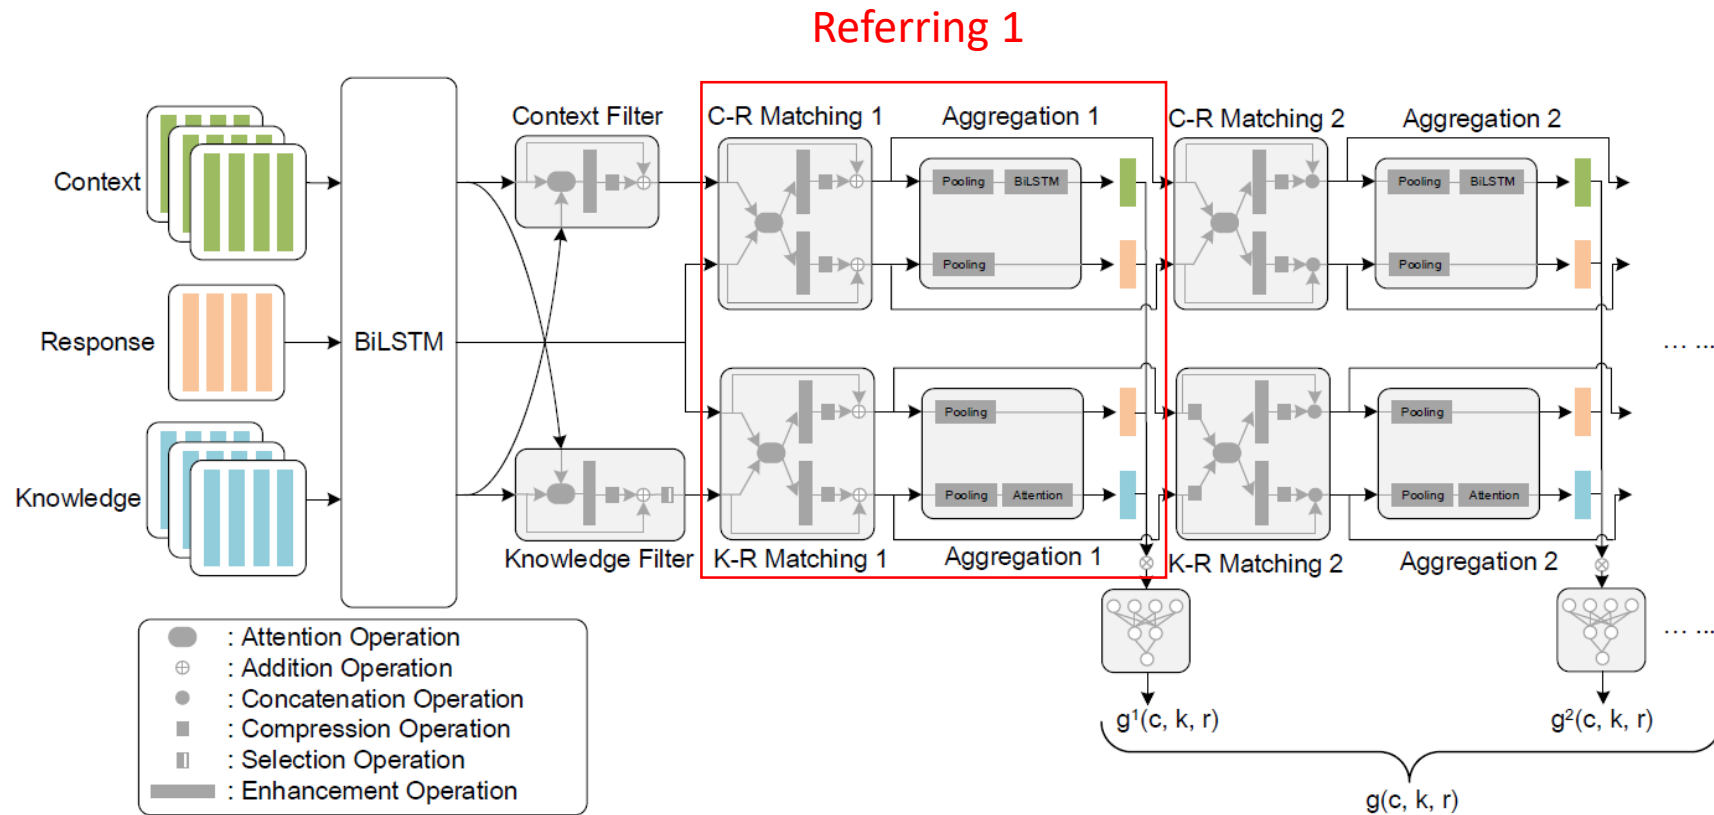 Referring 1
Context Filter
C-R Matching 1
Aggregation 1
C-R Matching 2
Aggregation 2
Context
Pooling
BiLSTM
Pooling
BiLSTM
Pooling
Pooling
Response
BiLSTM
... ...
Pooling
Pooling
Knowledge
Pooling
Attention
Pooling
Attention
Knowledge Filter
K-R Matching 1
Aggregation 1
K-R Matching 2
Aggregation 2
: Attention Operation
: Addition Operation
: Concatenation Operation
: Compression Operation
: Selection Operation
: Enhancement Operation
... ...
g¹(c, k, r)
g²(c, k, r)
g(c, k, r)